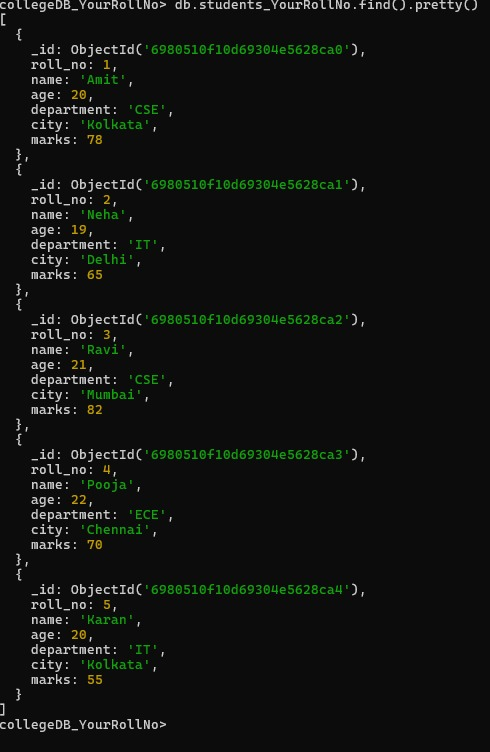 collegeDB_YourRollNo> db.students_YourRollNo.find().pretty()
[
  {
    _id: ObjectId('6980510f10d69304e5628ca0'),
    roll_no: 1,
    name: 'Amit',
    age: 20,
    department: 'CSE',
    city: 'Kolkata',
    marks: 78
  },
  {
    _id: ObjectId('6980510f10d69304e5628ca1'),
    roll_no: 2,
    name: 'Neha',
    age: 19,
    department: 'IT',
    city: 'Delhi',
    marks: 65
  },
  {
    _id: ObjectId('6980510f10d69304e5628ca2'),
    roll_no: 3,
    name: 'Ravi',
    age: 21,
    department: 'CSE',
    city: 'Mumbai',
    marks: 82
  },
  {
    _id: ObjectId('6980510f10d69304e5628ca3'),
    roll_no: 4,
    name: 'Pooja',
    age: 22,
    department: 'ECE',
    city: 'Chennai',
    marks: 70
  },
  {
    _id: ObjectId('6980510f10d69304e5628ca4'),
    roll_no: 5,
    name: 'Karan',
    age: 20,
    department: 'IT',
    city: 'Kolkata',
    marks: 55
  }
]
collegeDB_YourRollNo>